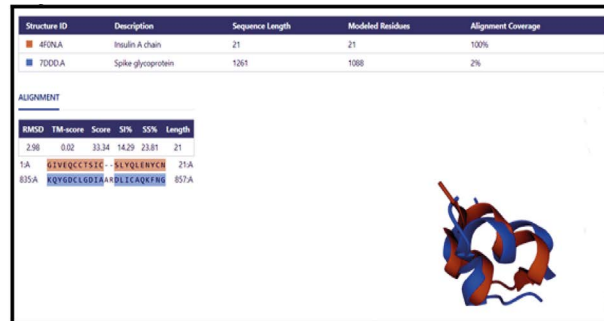 Structure ID Description Sequence Length Modeled Residues Alignment Coverage
4F0N.A Insulin A chain 21 21 100%
7DDD.A Spike glycoprotein 1261 1088 2%
ALIGNMENT
RMSD TM-score Score SI% SS% Length
2.98 0.02 33.34 14.29 23.81 21
1:A GIVEQCCTSIC--SLYQLENYCN 21:A
835:A KQYGDCLGDIAARDLICAQKFNG 857:A